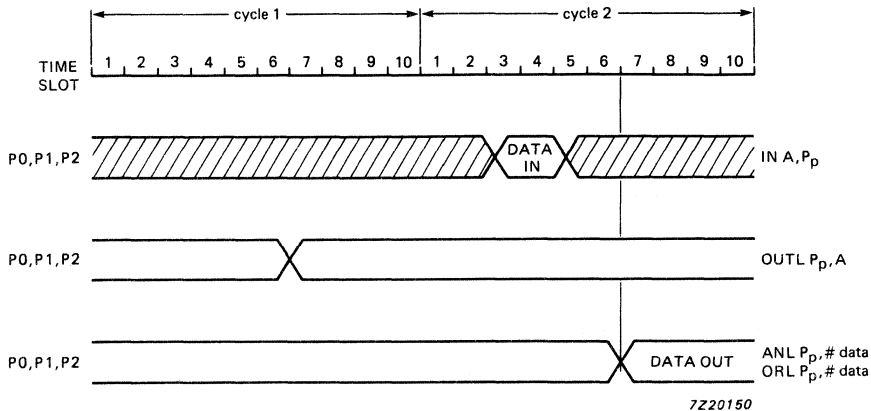 cycle 1 cycle 2
TIME SLOT 1 2 3 4 5 6 7 8 9 10 1 2 3 4 5 6 7 8 9 10
P0,P1,P2 DATA IN IN A,Pp
P0,P1,P2 OUTL Pp,A
P0,P1,P2 DATA OUT ANL Pp,# data
ORL Pp,# data
7Z20150